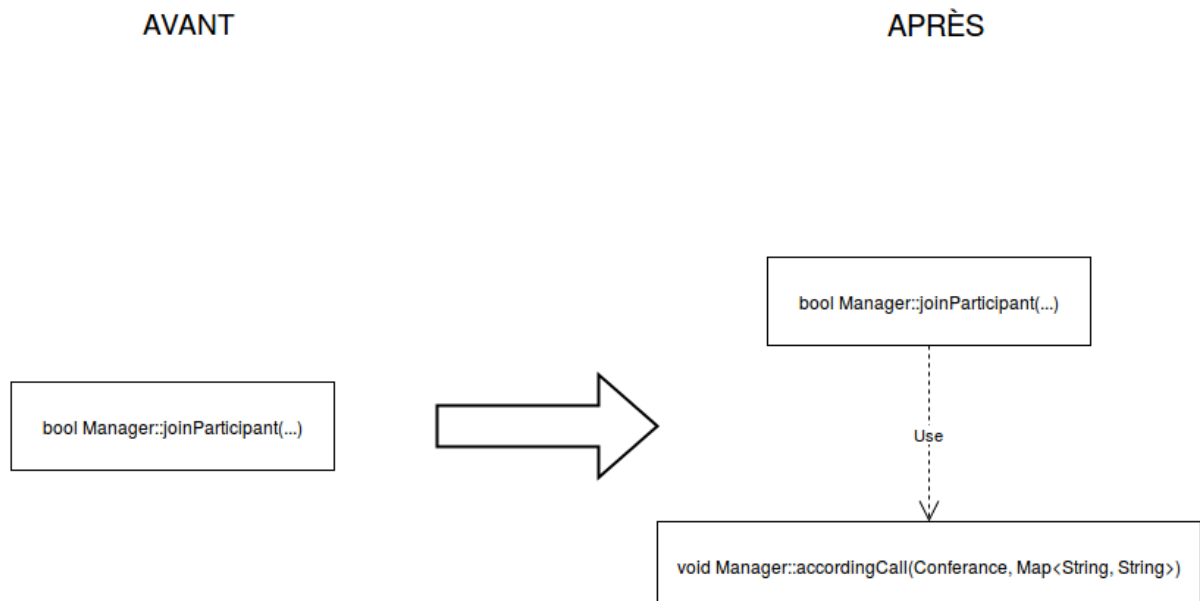 AVANT
APRÈS
bool Manager::joinParticipant(...)
bool Manager::joinParticipant(...)
Use
void Manager::accordingCall(Conferance, Map<String, String>)